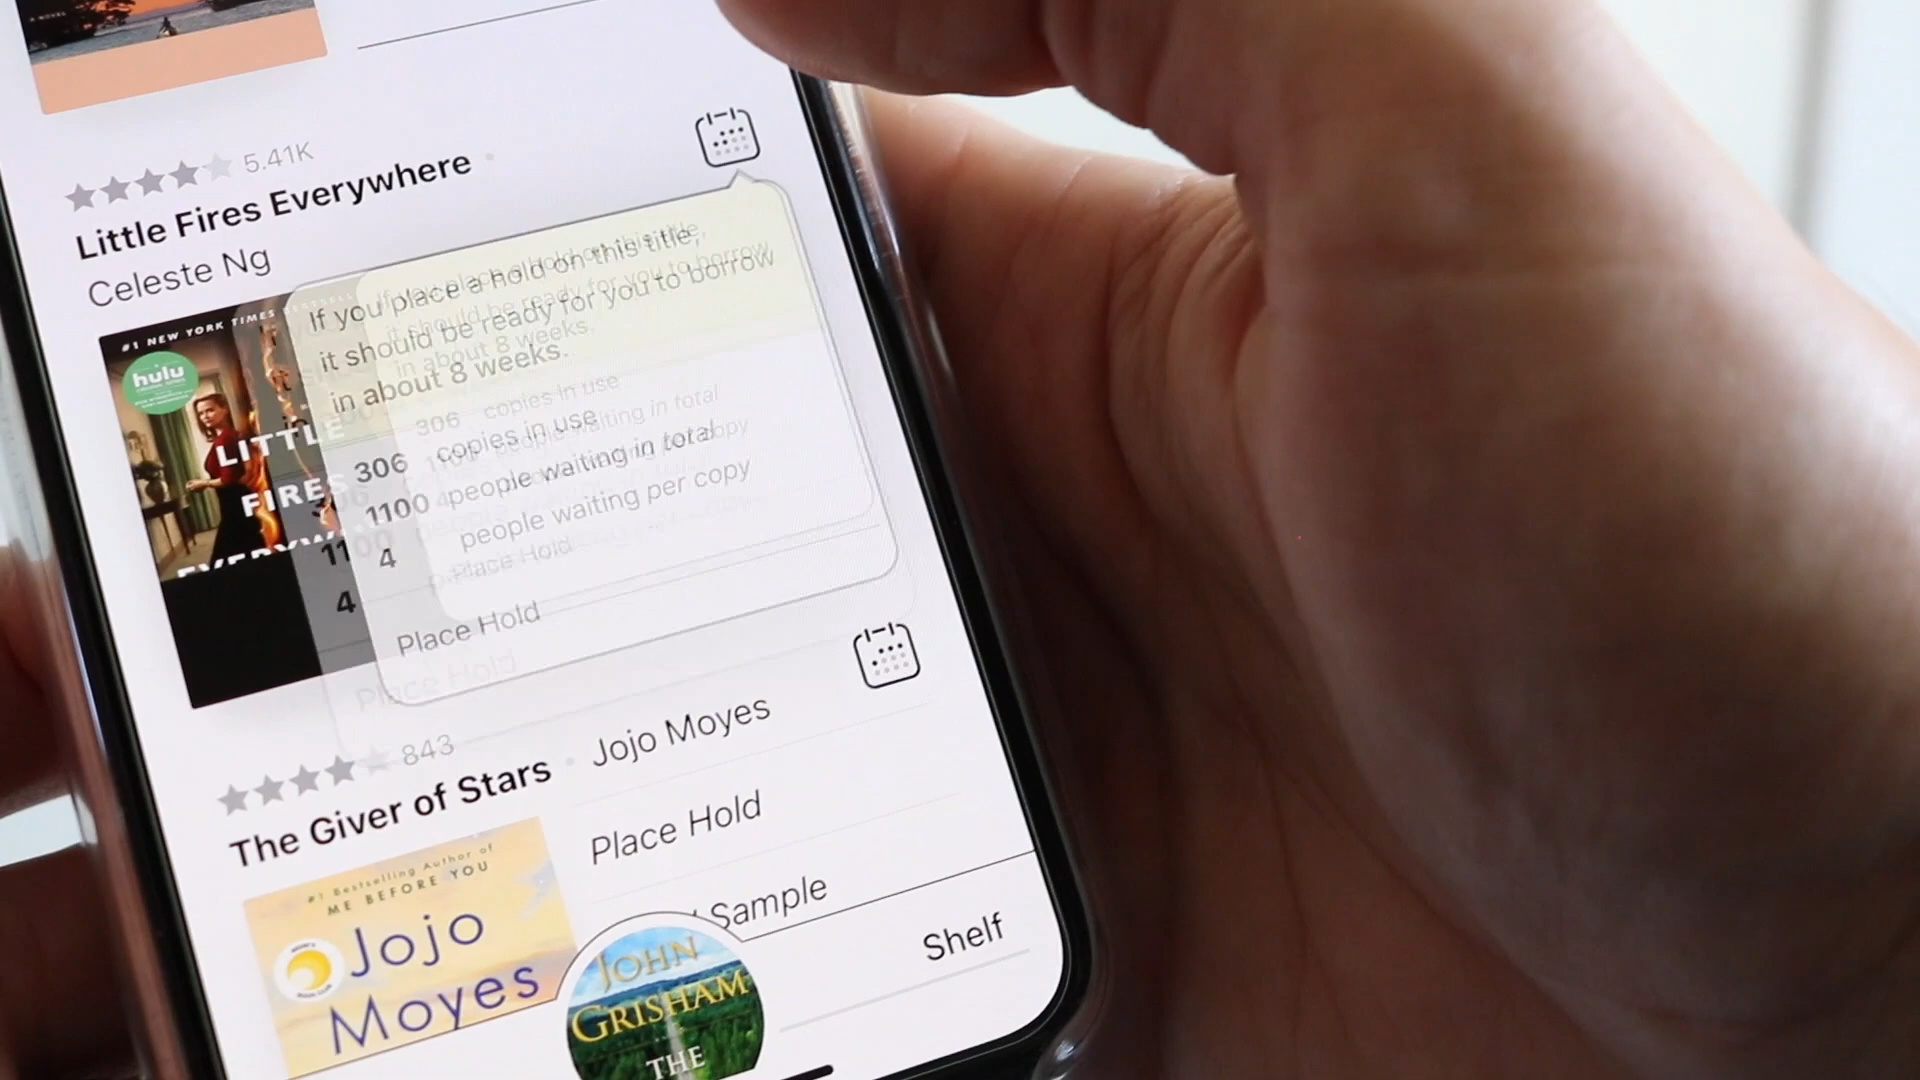 A NOVEL
5.41K
Little Fires Everywhere
Celeste Ng
If you place a hold on this title,
it should be ready for you to borrow
in about 8 weeks.
306 copies in use
1100 people waiting in total
4 people waiting per copy
Place Hold
#1 NEW YORK TIMES BESTSELL
hulu
LITTLE
FIRES
EVERYW
843
The Giver of Stars
Jojo Moyes
Place Hold
Sample
#1 Bestselling Author of
ME BEFORE YOU
Jojo
Moyes
JOHN
GRISHAM
THE
Shelf